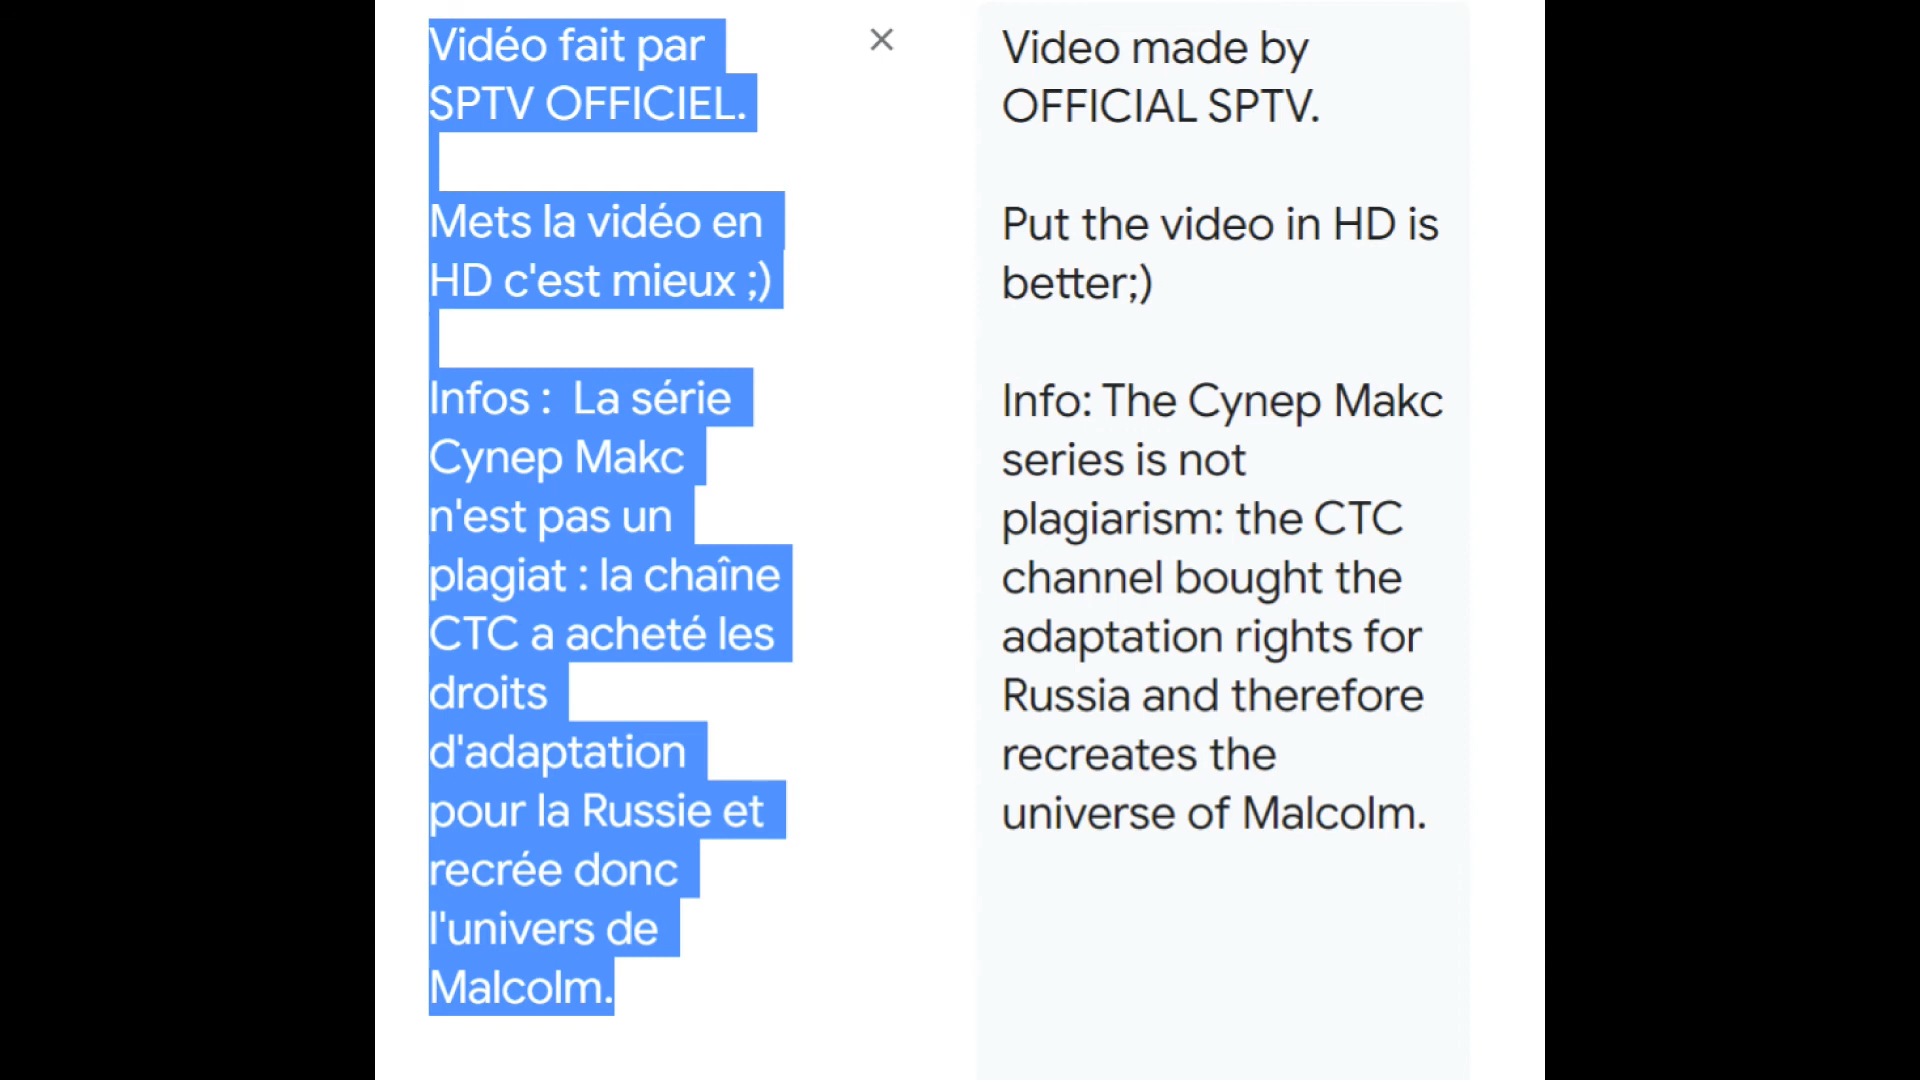 Vidéo fait par
SPTV OFFICIEL.
Mets la vidéo en
HD c'est mieux ;)
Infos :  La série
Cynep Makc
n'est pas un
plagiat : la chaîne
CTC a acheté les
droits
d'adaptation
pour la Russie et
recrée donc
l'univers de
Malcolm.
Video made by
OFFICIAL SPTV.
Put the video in HD is
better;)
Info: The Cynep Makc
series is not
plagiarism: the CTC
channel bought the
adaptation rights for
Russia and therefore
recreates the
universe of Malcolm.